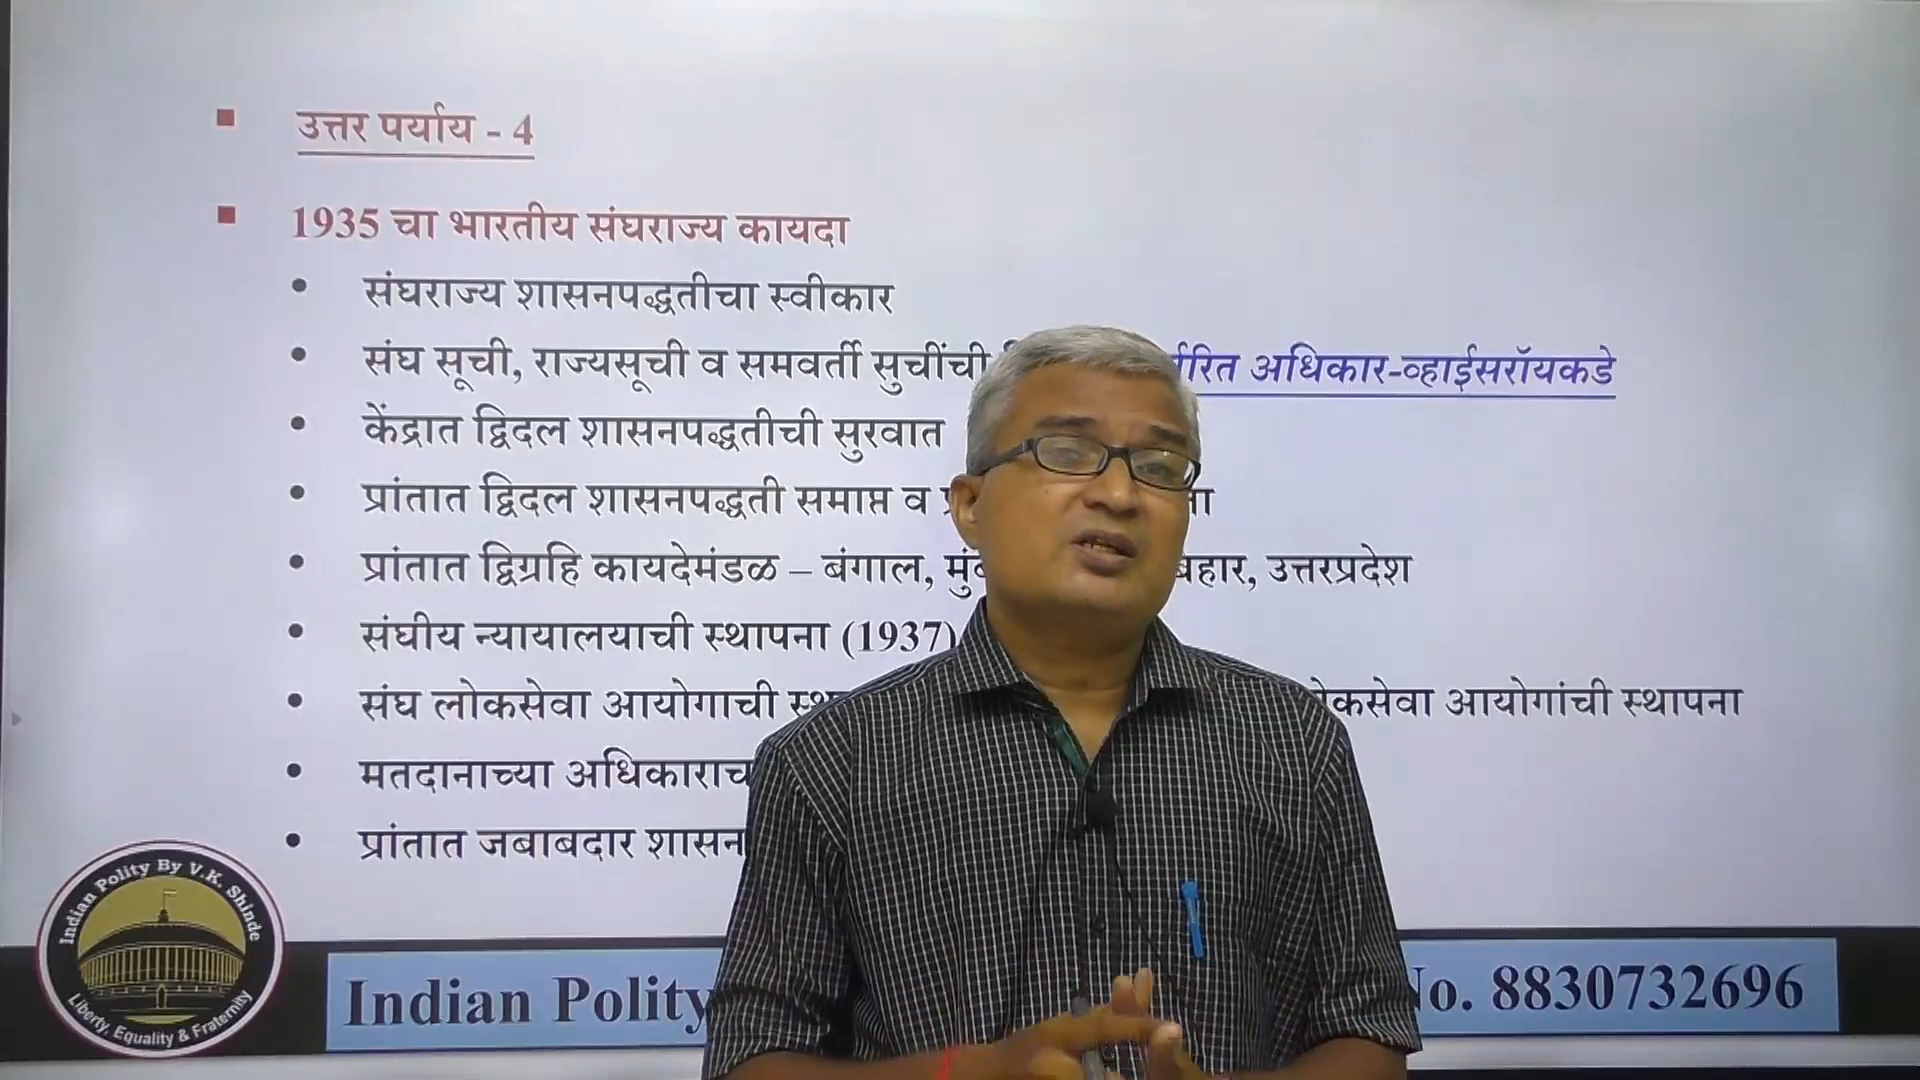 उत्तर पर्याय - 4
1935 चा भारतीय संघराज्य कायदा
संघराज्य शासनपद्धतीचा स्वीकार
संघ सूची, राज्यसूची व समवर्ती सुचींची अधिकार-व्हाईसरॉयकडे
केंद्रात द्विदल शासनपद्धतीची सुरवात
प्रांतात द्विदल शासनपद्धती समाप्त व
प्रांतात द्विग्रहि कायदेमंडळ – बंगाल, उत्तरप्रदेश
संघीय न्यायालयाची स्थापना (1937)
संघ लोकसेवा आयोगाची आयोगांची स्थापना
मतदानाच्या
प्रांतात जबाबदार शासन
Indian Polity By V.K. Shinde
Liberty, Equality & Fraternity
Indian Polity No. 8830732696